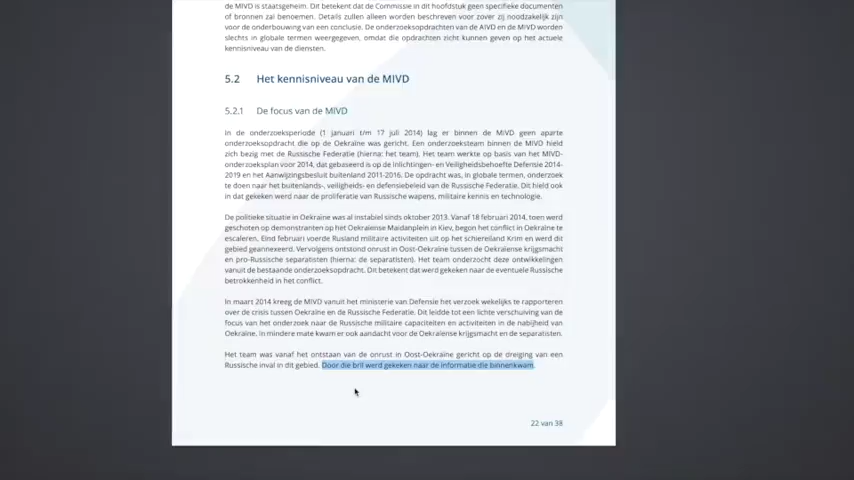 de MIVD is staatsgeheim. Dit betekent dat de Commissie in dit hoofdstuk geen specifieke documenten
of bronnen zal benoemen. Details zullen alleen worden beschreven voor zover zij noodzakelijk zijn
voor de onderbouwing van een conclusie. De onderzoeksopdrachten van de AIVD en de MIVD worden
slechts in globale termen weergegeven, omdat die opdrachten zicht kunnen geven op het actuele
kennisniveau van de diensten.
5.2 Het kennisniveau van de MIVD
5.2.1 De focus van de MIVD
In de onderzoeksperiode (1 januari t/m 17 juli 2014) lag er binnen de MIVD geen aparte
onderzoeksopdracht die op de Oekraïne was gericht. Een onderzoeksteam binnen de MIVD hield
zich bezig met de Russische Federatie (hierna: het team). Het team werkte op basis van het MIVD-
onderzoeksplan voor 2014, dat gebaseerd is op de Inlichtingen- en Veiligheidsbehoefte Defensie 2014-
2019 en het Aanwijzingsbesluit buitenland 2011-2016. De opdracht was, in globale termen, onderzoek
te doen naar het buitenlands-, veiligheids- en defensiebeleid van de Russische Federatie. Dit hield ook
in dat gekeken werd naar de proliferatie van Russische wapens, militaire kennis en technologie.
De politieke situatie in Oekraïne was al instabiel sinds oktober 2013. Vanaf 18 februari 2014, toen werd
geschoten op demonstranten op het Oekraïense Maidanplein in Kiev, begon het conflict in Oekraïne te
escaleren. Eind februari voerde Rusland militaire activiteiten uit op het schiereiland Krim en werd dit
gebied geannexeerd. Vervolgens ontstond onrust in Oost-Oekraïne tussen de Oekraïense krijgsmacht
en pro-Russische separatisten (hierna: de separatisten). Het team onderzocht deze ontwikkelingen
vanuit de bestaande onderzoeksopdracht. Dit betekent dat werd gekeken naar de eventuele Russische
betrokkenheid in het conflict.
In maart 2014 kreeg de MIVD vanuit het ministerie van Defensie het verzoek wekelijks te rapporteren
over de crisis tussen Oekraïne en de Russische Federatie. Dit leidde tot een lichte verschuiving van de
focus van het onderzoek naar de Russische militaire capaciteiten en activiteiten in de nabijheid van
Oekraïne. In mindere mate kwam er ook aandacht voor de Oekraïense krijgsmacht en de separatisten.
Het team was vanaf het ontstaan van de onrust in Oost-Oekraïne gericht op de dreiging van een
Russische inval in dit gebied. Door die bril werd gekeken naar de informatie die binnenkwam.
22 van 38